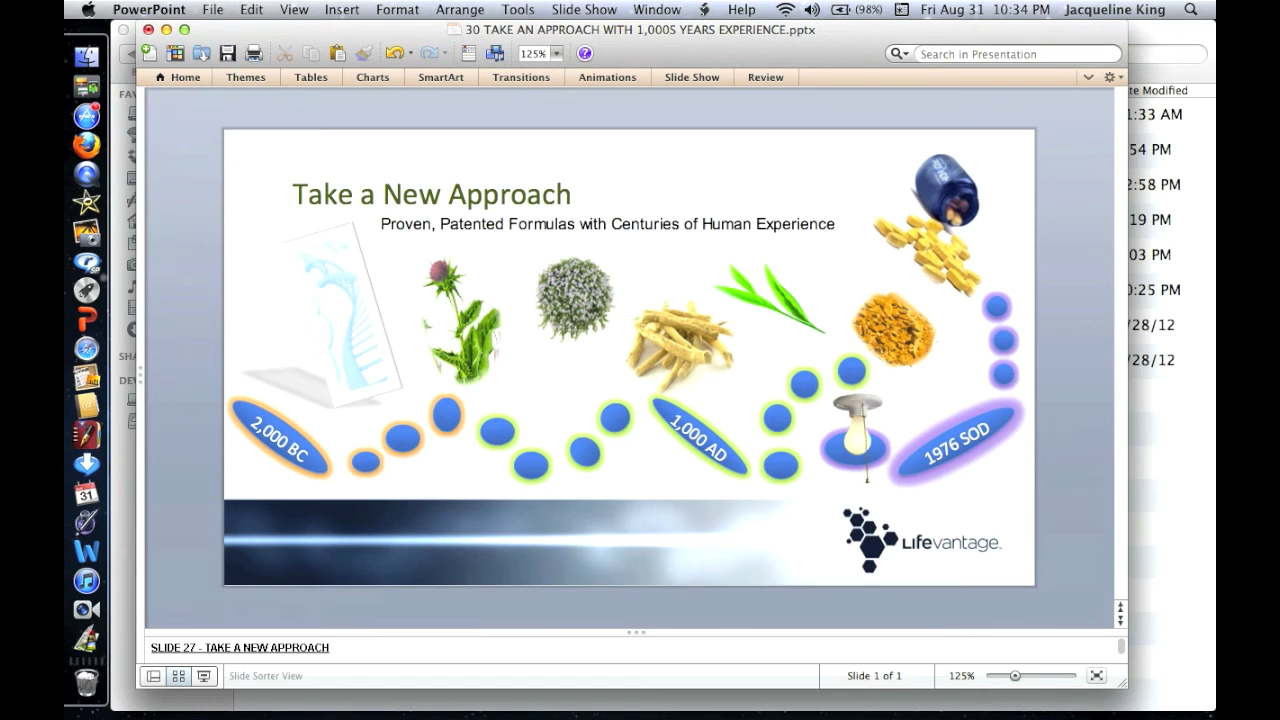 PowerPoint File Edit View Insert Format Arrange Tools Slide Show Window Help (98%) Fri Aug 31 10:34 PM Jacqueline King
30 TAKE AN APPROACH WITH 1,000S YEARS EXPERIENCE.pptx
125% Search in Presentation
Home Themes Tables Charts SmartArt Transitions Animations Slide Show Review
FAV
te Modified
1:33 AM
54 PM
2:58 PM
19 PM
03 PM
0:25 PM
/28/12
/28/12
SHA
DEV
Take a New Approach
Proven, Patented Formulas with Centuries of Human Experience
2,000 BC
1,000 AD
1976 SOD
Lifevantage
SLIDE 27 - TAKE A NEW APPROACH
Slide Sorter View Slide 1 of 1 125%
31